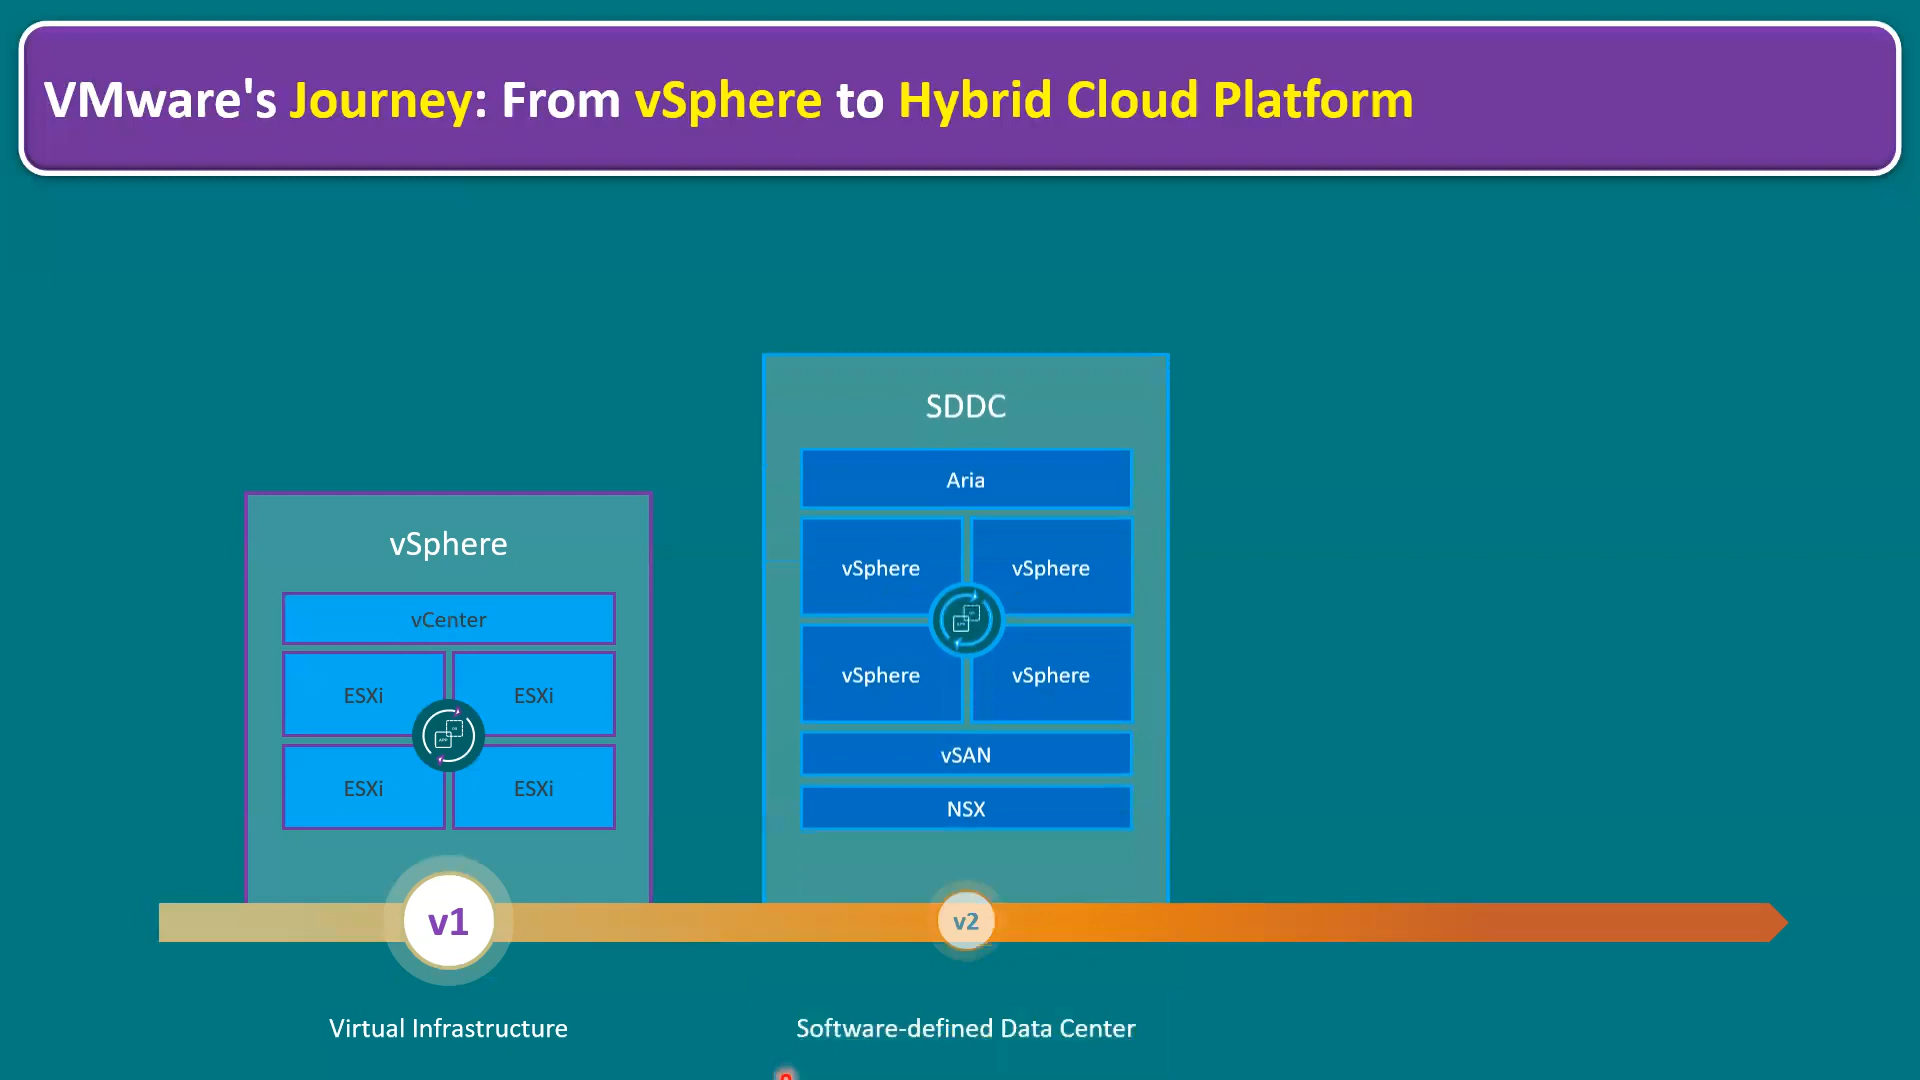 VMware's Journey: From vSphere to Hybrid Cloud Platform
SDDC
Aria
vSphere vSphere
vSphere vSphere
vSAN
NSX
vSphere
vCenter
ESXi ESXi
ESXi ESXi
v1
v2
Virtual Infrastructure
Software-defined Data Center